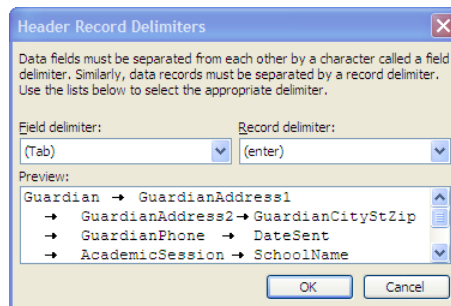 Header Record Delimiters
Data fields must be separated from each other by a character called a field
delimiter. Similarly, data records must be separated by a record delimiter.
Use the lists below to select the appropriate delimiter.
Field delimiter: Record delimiter:
(Tab) (enter)
Preview:
Guardian → GuardianAddress1
→ GuardianAddress2→GuardianCityStZip
→ GuardianPhone → DateSent
→ AcademicSession → SchoolName
OK Cancel